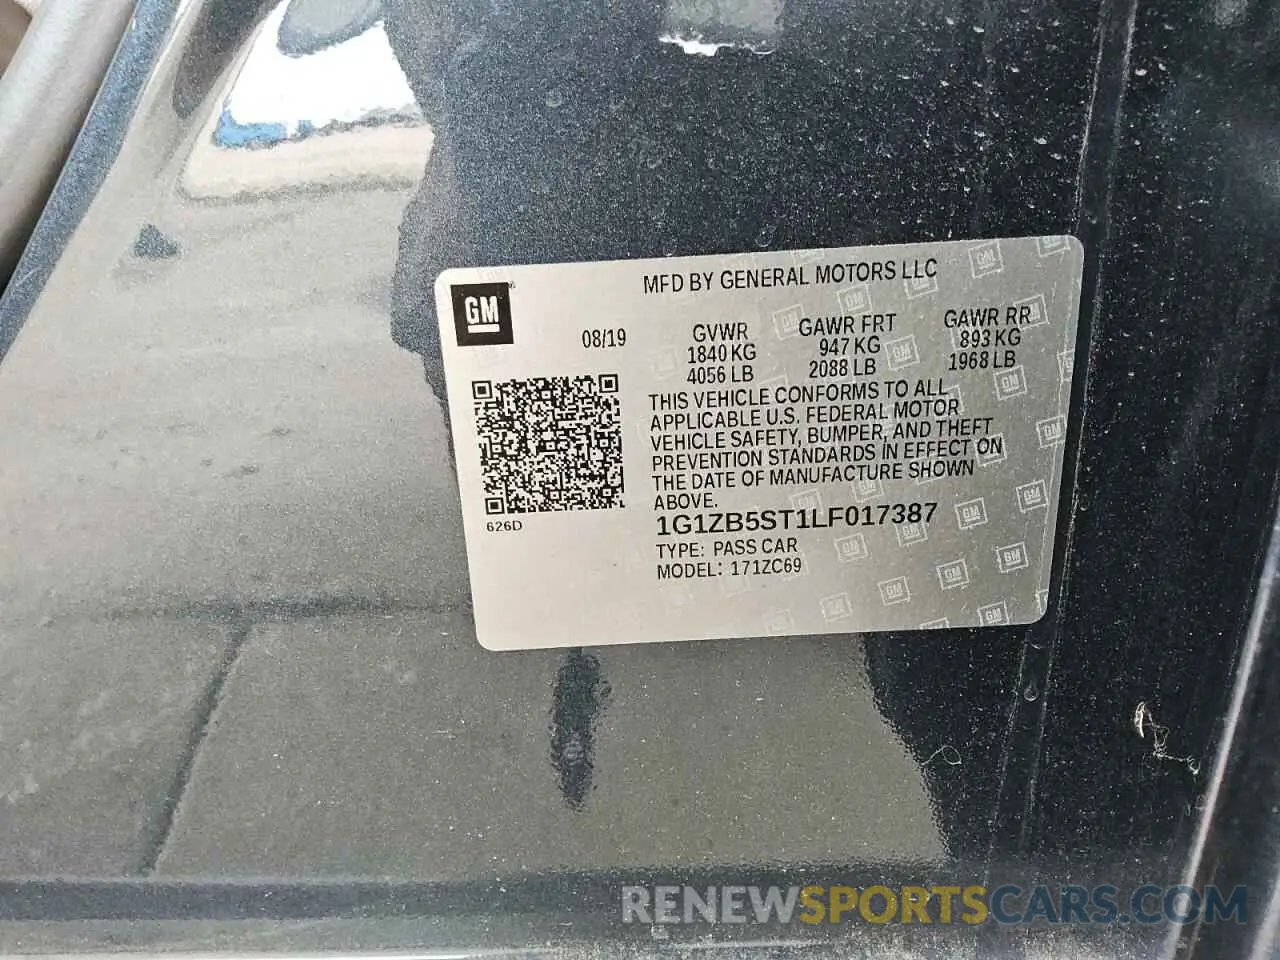 MFD BY GENERAL MOTORS LLC
GM
08/19
GVWR
1840 KG
4056 LB
GAWR FRT
947 KG
2088 LB
GAWR RR
893 KG
1968 LB
THIS VEHICLE CONFORMS TO ALL
APPLICABLE U.S. FEDERAL MOTOR
VEHICLE SAFETY, BUMPER, AND THEFT
PREVENTION STANDARDS IN EFFECT ON
THE DATE OF MANUFACTURE SHOWN
ABOVE.
626D
1G1ZB5ST1LF017387
TYPE: PASS CAR
MODEL: 171ZC69
RENEWSPORTSCARS.COM